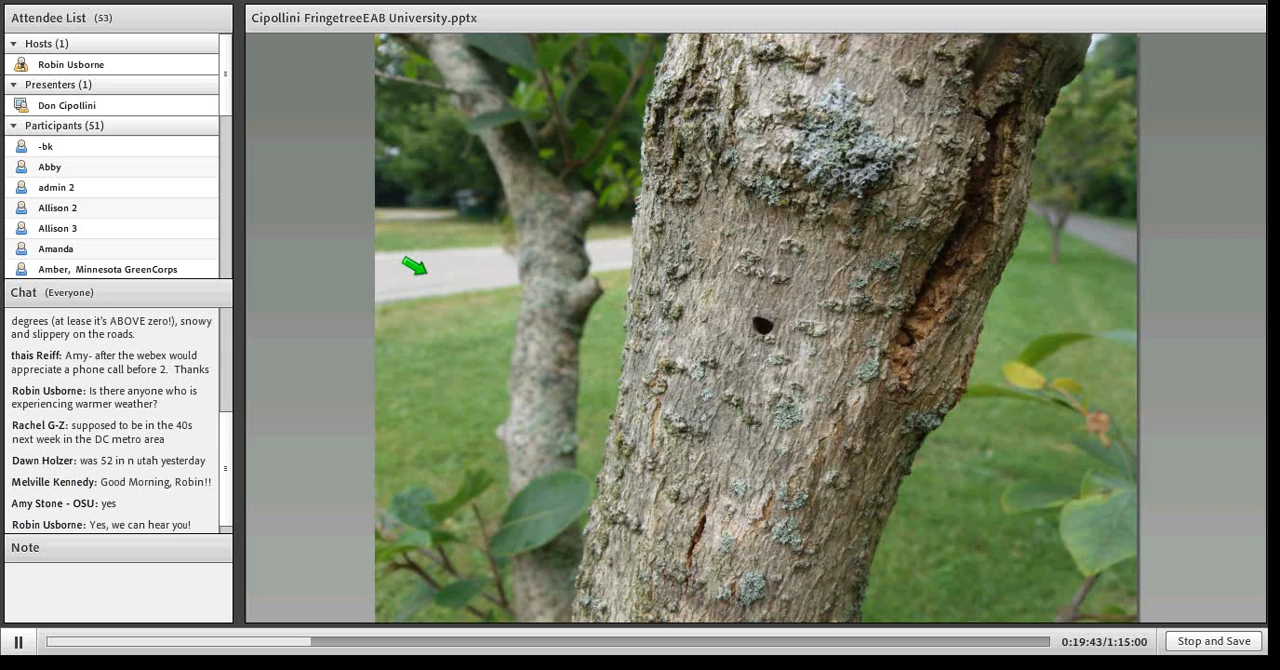 Attendee List (53)
Hosts (1)
Robin Usborne
Presenters (1)
Don Cipollini
Participants (51)
-bk
Abby
admin 2
Allison 2
Allison 3
Amanda
Amber, Minnesota GreenCorps
Chat (Everyone)
degrees (at lease it's ABOVE zero!), snowy
and slippery on the roads.
thais Reiff: Amy- after the webex would
appreciate a phone call before 2. Thanks
Robin Usborne: Is there anyone who is
experiencing warmer weather?
Rachel G-Z: supposed to be in the 40s
next week in the DC metro area
Dawn Holzer: was 52 in n utah yesterday
Melville Kennedy: Good Morning, Robin!!
Amy Stone - OSU: yes
Robin Usborne: Yes, we can hear you!
Note
Cipollini FringetreeEAB University.pptx
0:19:43/1:15:00
Stop and Save